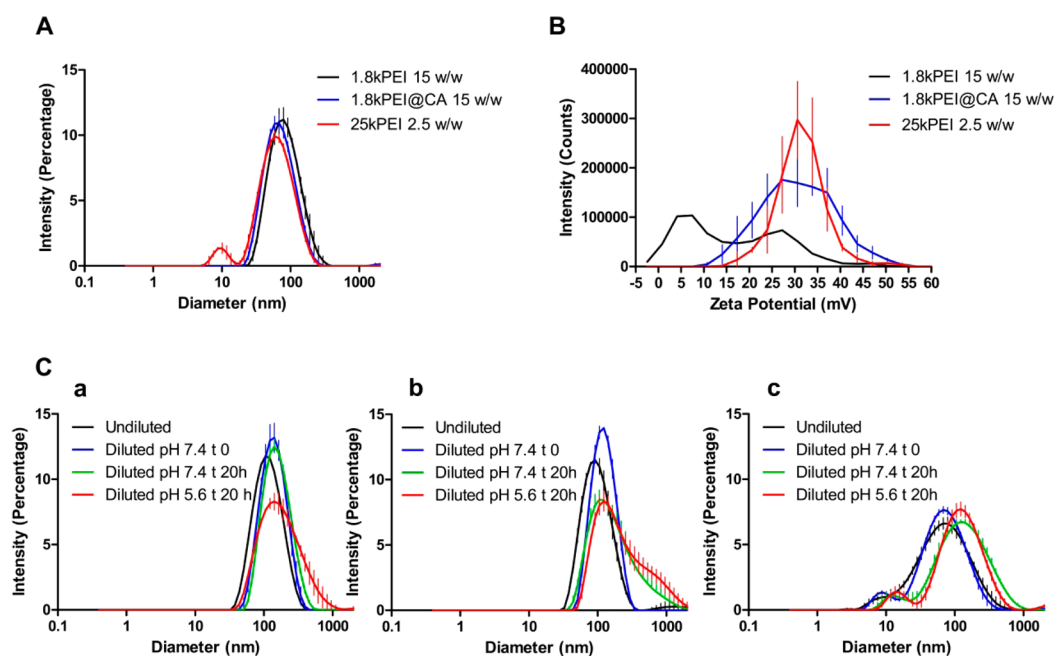 A
15
10
5
0
0.1 1 10 100 1000
Intensity (Percentage)
Diameter (nm)
1.8kPEI 15 w/w
1.8kPEI@CA 15 w/w
25kPEI 2.5 w/w
B
400000
300000
200000
100000
0
-5 0 5 10 15 20 25 30 35 40 45 50 55 60
Intensity (Counts)
Zeta Potential (mV)
1.8kPEI 15 w/w
1.8kPEI@CA 15 w/w
25kPEI 2.5 w/w
C
a
15
10
5
0
0.1 1 10 100 1000
Intensity (Percentage)
Diameter (nm)
Undiluted
Diluted pH 7.4 t 0
Diluted pH 7.4 t 20h
Diluted pH 5.6 t 20 h
b
15
10
5
0
0.1 1 10 100 1000
Intensity (Percentage)
Diameter (nm)
Undiluted
Diluted pH 7.4 t 0
Diluted pH 7.4 t 20h
Diluted pH 5.6 t 20h
c
15
10
5
0
0.1 1 10 100 1000
Intensity (Percentage)
Diameter (nm)
Undiluted
Diluted pH 7.4 t 0
Diluted pH 7.4 t 20h
Diluted pH 5.6 t 20h